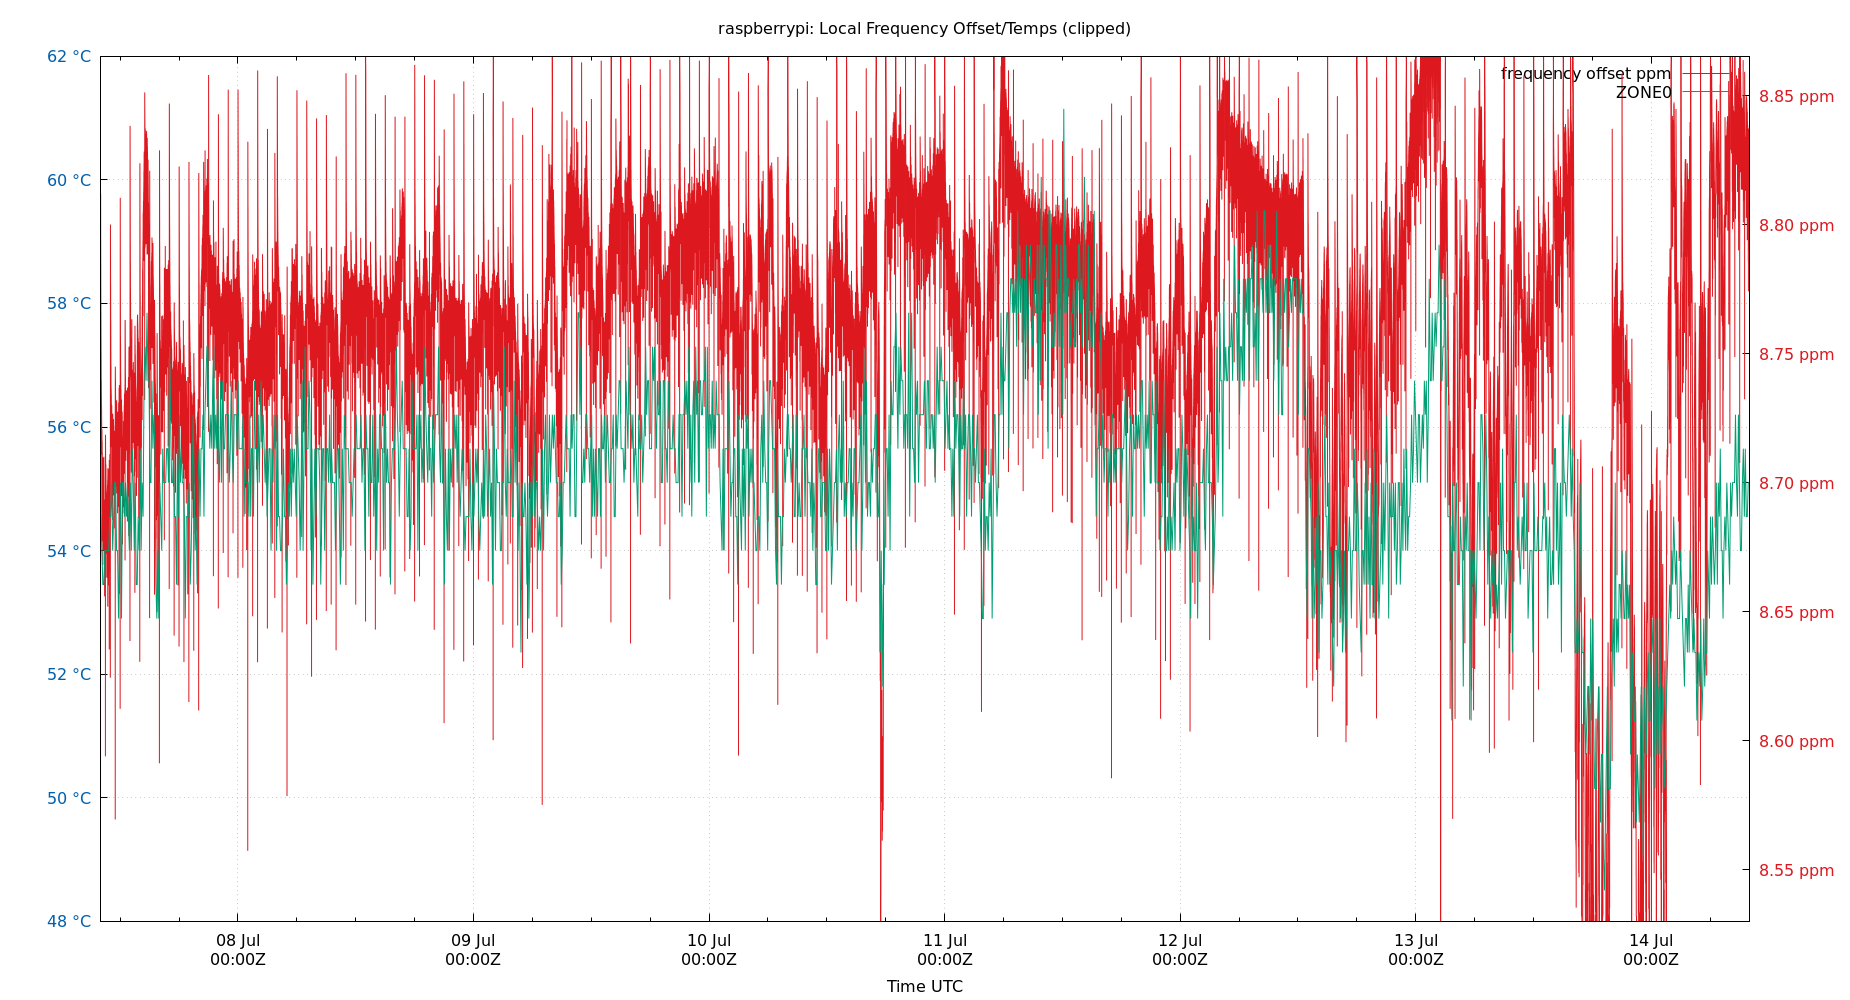 raspberrypi: Local Frequency Offset/Temps (clipped)
62 °C
60 °C
58 °C
56 °C
54 °C
52 °C
50 °C
48 °C
frequency offset ppm
ZONE0
8.85 ppm
8.80 ppm
8.75 ppm
8.70 ppm
8.65 ppm
8.60 ppm
8.55 ppm
08 Jul 09 Jul 10 Jul 11 Jul 12 Jul 13 Jul 14 Jul
00:00Z 00:00Z 00:00Z 00:00Z 00:00Z 00:00Z 00:00Z
Time UTC